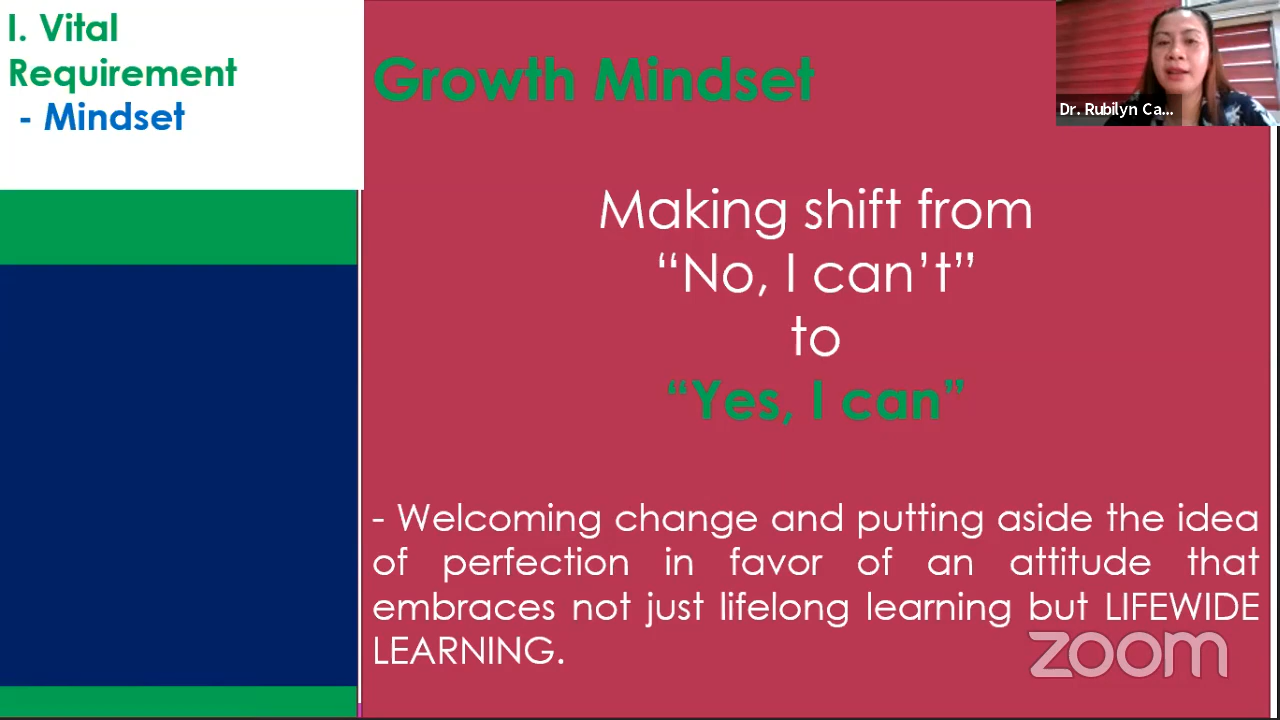 I. Vital
Requirement
- Mindset
Growth Mindset
Dr. Rubilyn Ca...
Making shift from
“No, I can’t”
to
“Yes, I can”
- Welcoming change and putting aside the idea
of perfection in favor of an attitude that
embraces not just lifelong learning but LIFEWIDE
LEARNING.
zoom